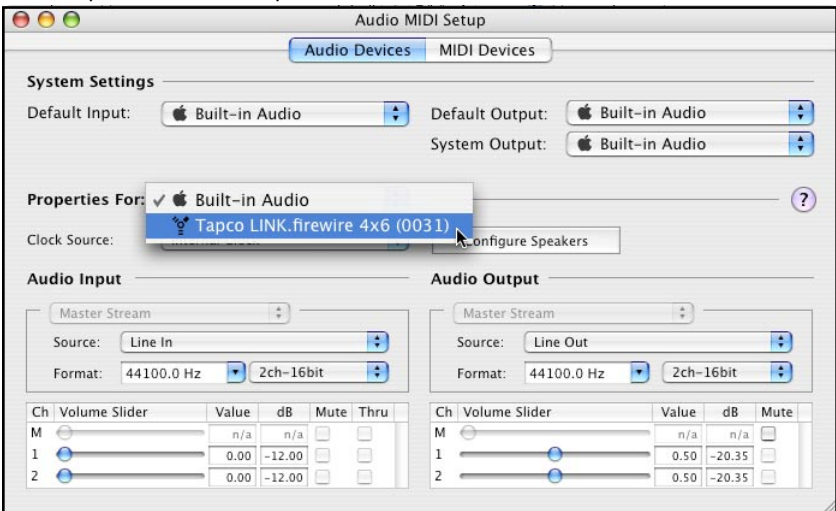 Audio MIDI Setup
Audio Devices MIDI Devices
System Settings
Default Input: Built-in Audio Default Output: Built-in Audio
System Output: Built-in Audio
Properties For: ✓ Built-in Audio ?
Tapco LINK.firewire 4x6 (0031)
Clock Source: Configure Speakers
Audio Input Audio Output
Master Stream Master Stream
Source: Line In Source: Line Out
Format: 44100.0 Hz 2ch-16bit Format: 44100.0 Hz 2ch-16bit
Ch Volume Slider Value dB Mute Thru Ch Volume Slider Value dB Mute
M n/a n/a M n/a n/a
1 0.00 -12.00 1 0.50 -20.35
2 0.00 -12.00 2 0.50 -20.35